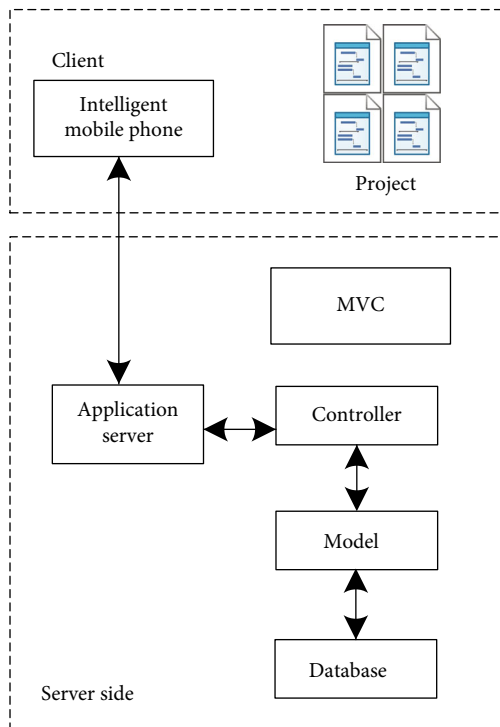 Client
Intelligent
mobile phone
Project
MVC
Application
server
Controller
Model
Database
Server side